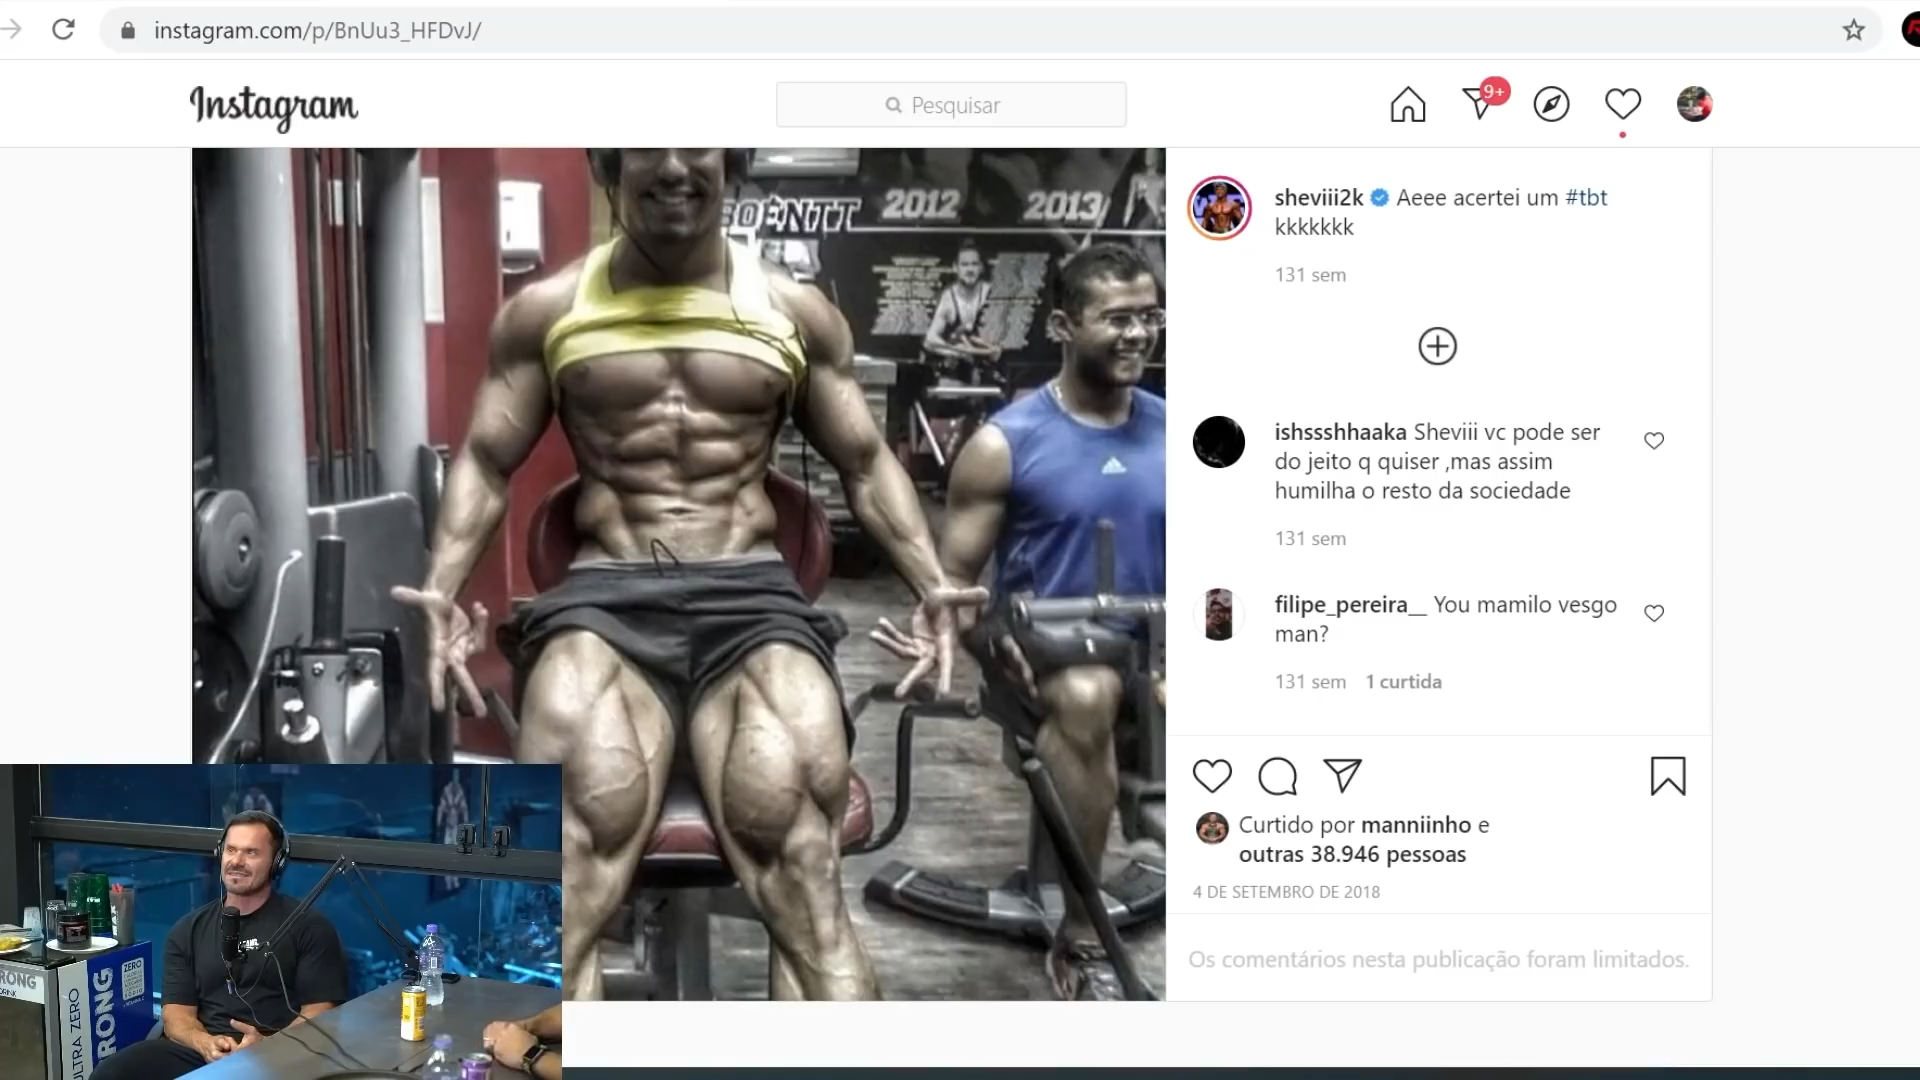 instagram.com/p/BnUu3_HFDvJ/
Instagram
Pesquisar
9+
2012
2013
sheviii2k Aeee acertei um #tbt
kkkkkkk
131 sem
ishssshhaaka Sheviii vc pode ser
do jeito q quiser ,mas assim
humilha o resto da sociedade
131 sem
filipe_pereira__ You mamilo vesgo
man?
131 sem 1 curtida
Curtido por manniinho e
outras 38.946 pessoas
4 DE SETEMBRO DE 2018
Os comentários nesta publicação foram limitados.
RONG
ULTRA ZERO
RONG
ZERO